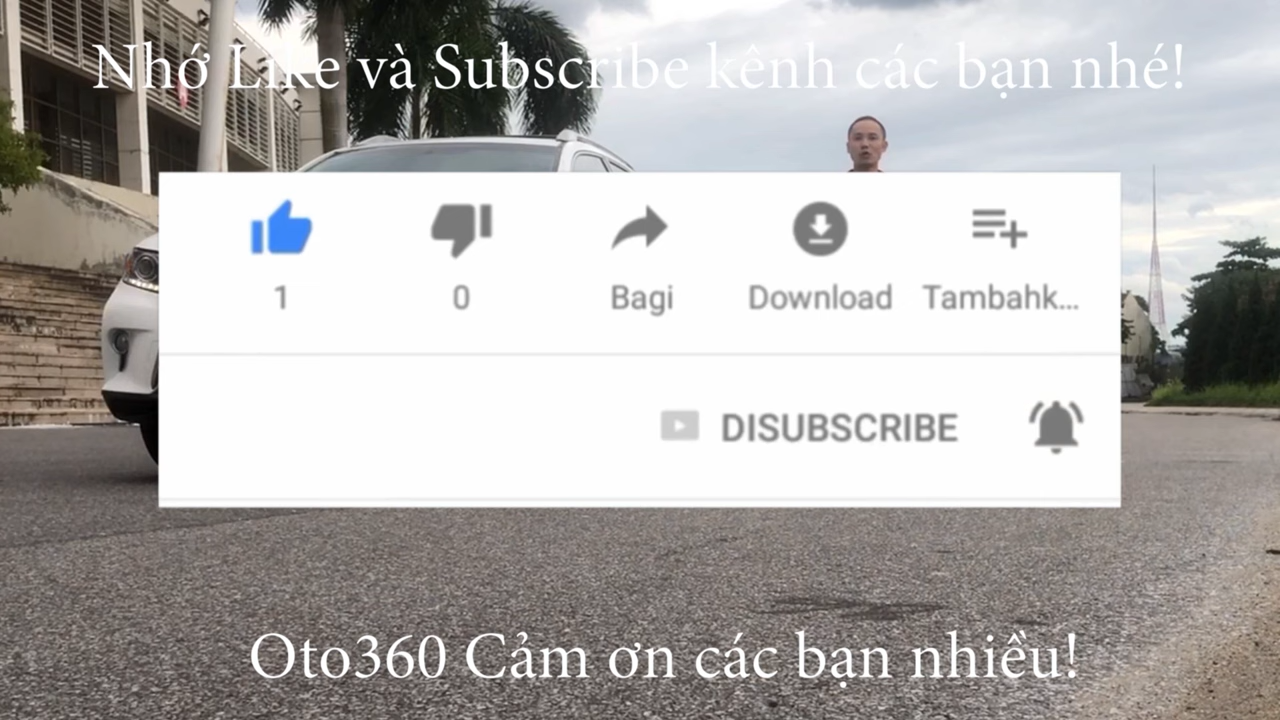 Nhớ Like và Subscribe kênh các bạn nhé!
1 0 Bagi Download Tambahk...
DISUBSCRIBE
Oto360 Cảm ơn các bạn nhiều!